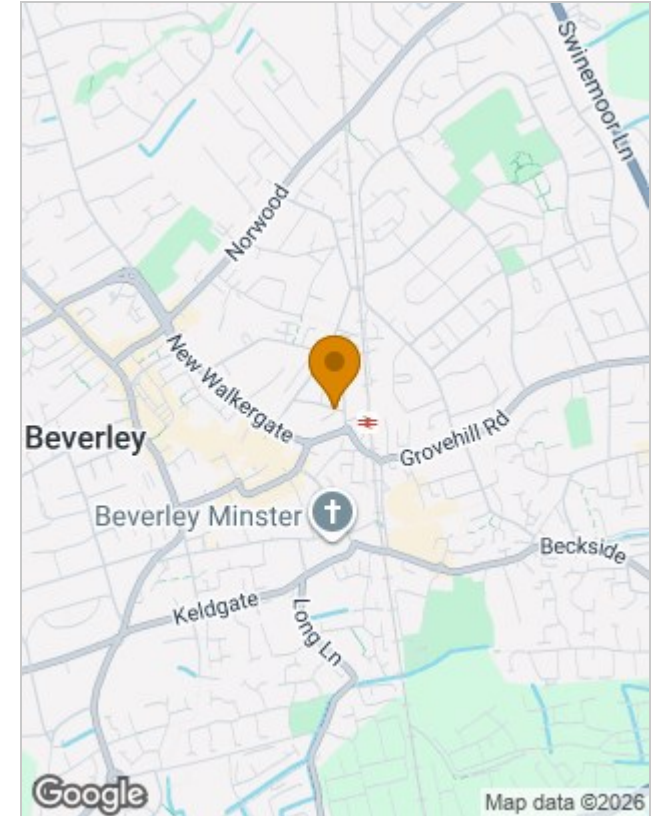 Swinemoor Ln
Norwood
New Walkergate
Beverley
Grovehill Rd
Beverley Minster
Beckside
Keldgate
Long Ln
Google
Map data ©2026